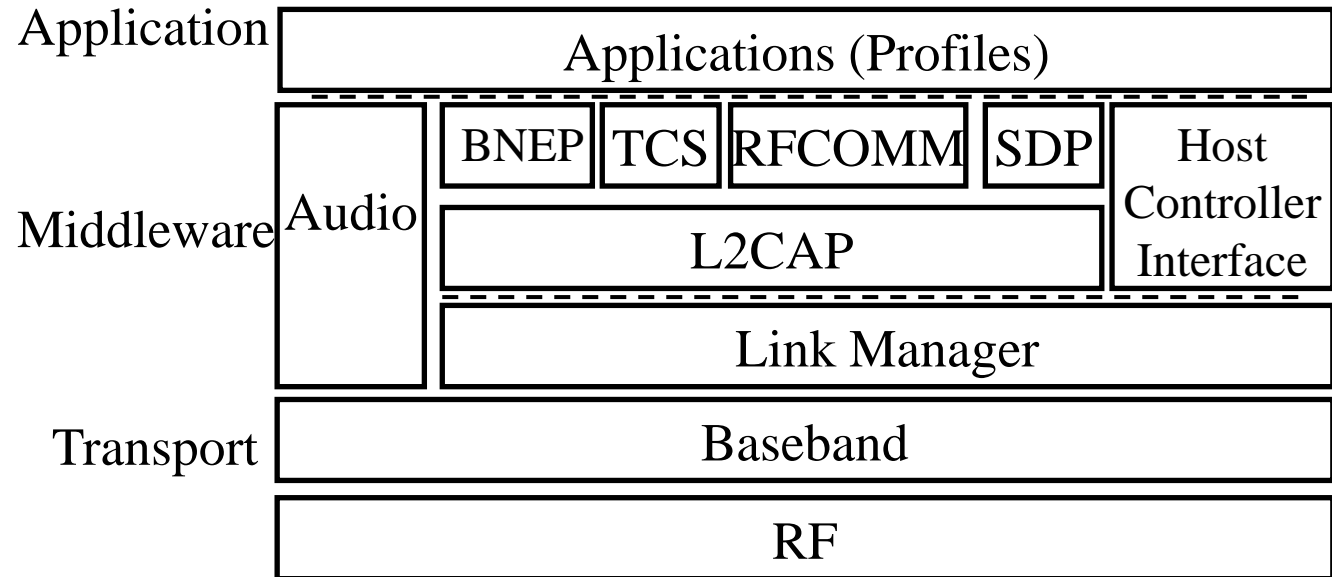 Application
Applications (Profiles)
BNEP TCS RFCOMM SDP
Host
Controller
Interface
Middleware
Audio
L2CAP
Link Manager
Transport
Baseband
RF